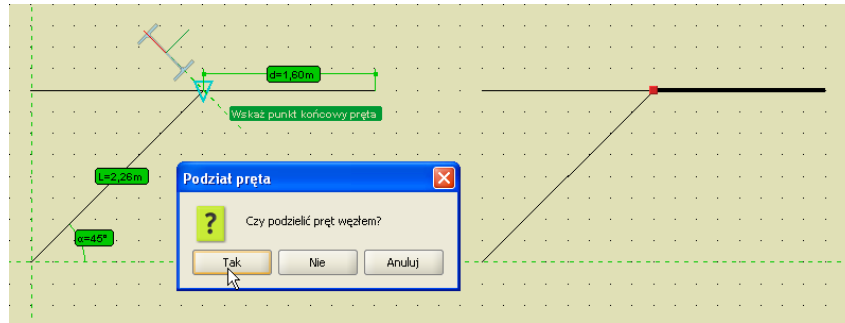 d=1,60m
Wskaż punkt końcowy pręta
L=2,26m
α=45°
Podział pręta
Czy podzielić pręt węzłem?
Tak
Nie
Anuluj